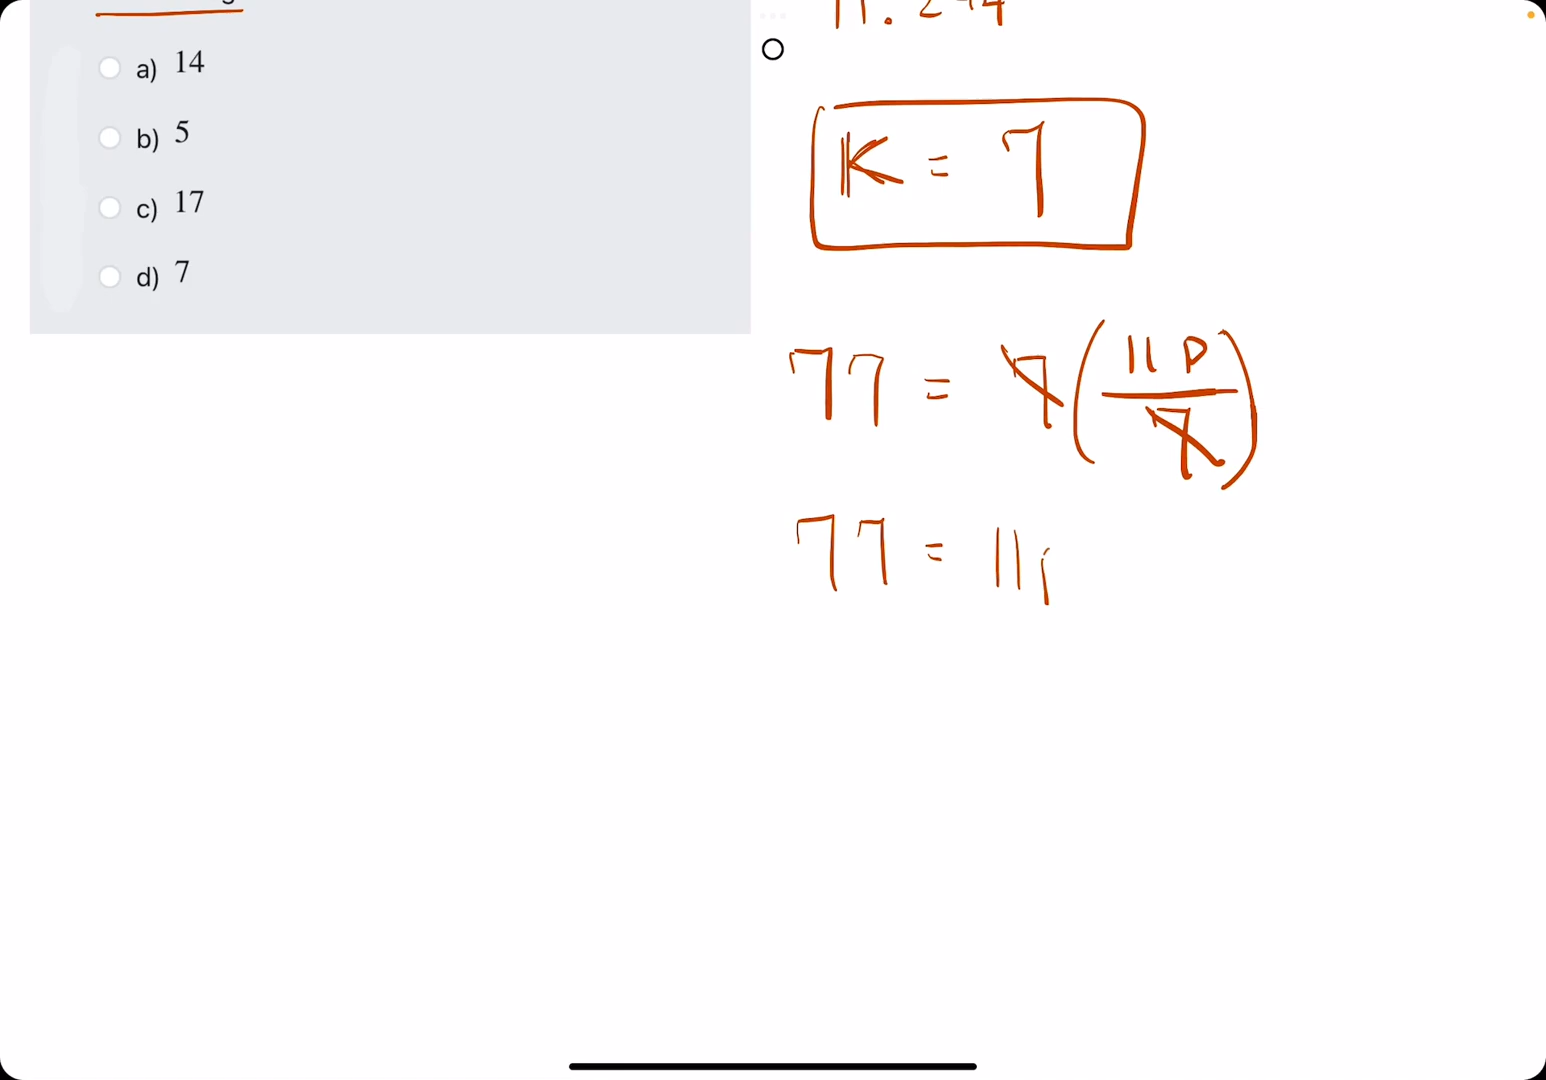 a) 14
b) 5
c) 17
d) 7
K = 7
77 = 7(11p/7)
77 = 11